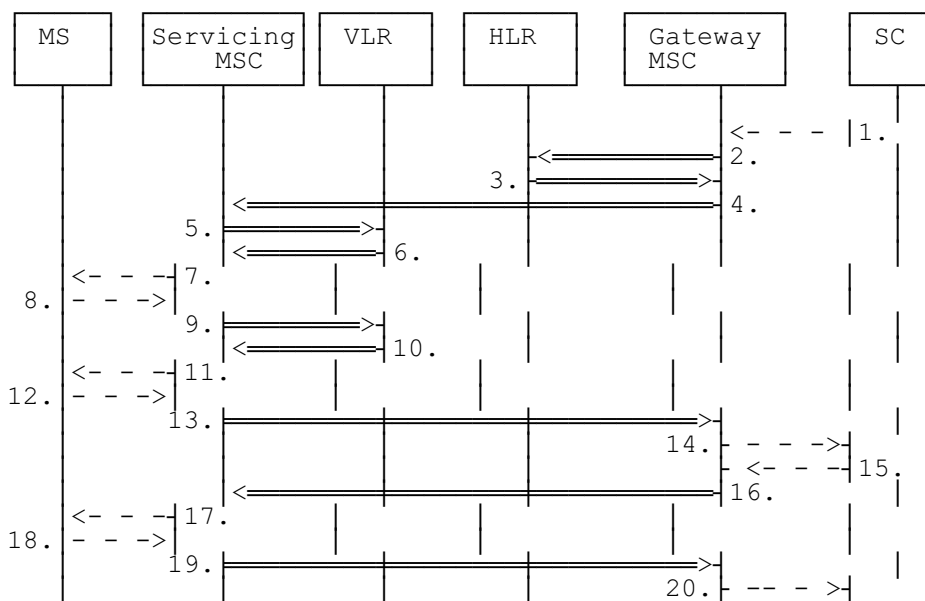 MS
Servicing
MSC
VLR
HLR
Gateway
MSC
SC
1.
2.
3.
4.
5.
6.
7.
8.
9.
10.
11.
12.
13.
14.
15.
16.
17.
18.
19.
20.